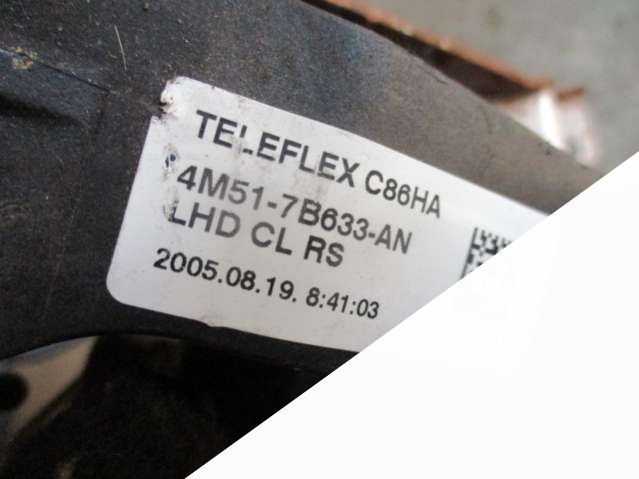 TELEFLEX C86HA
4M51-7B633-AN
LHD CL RS
2005.08.19. 8:41:03